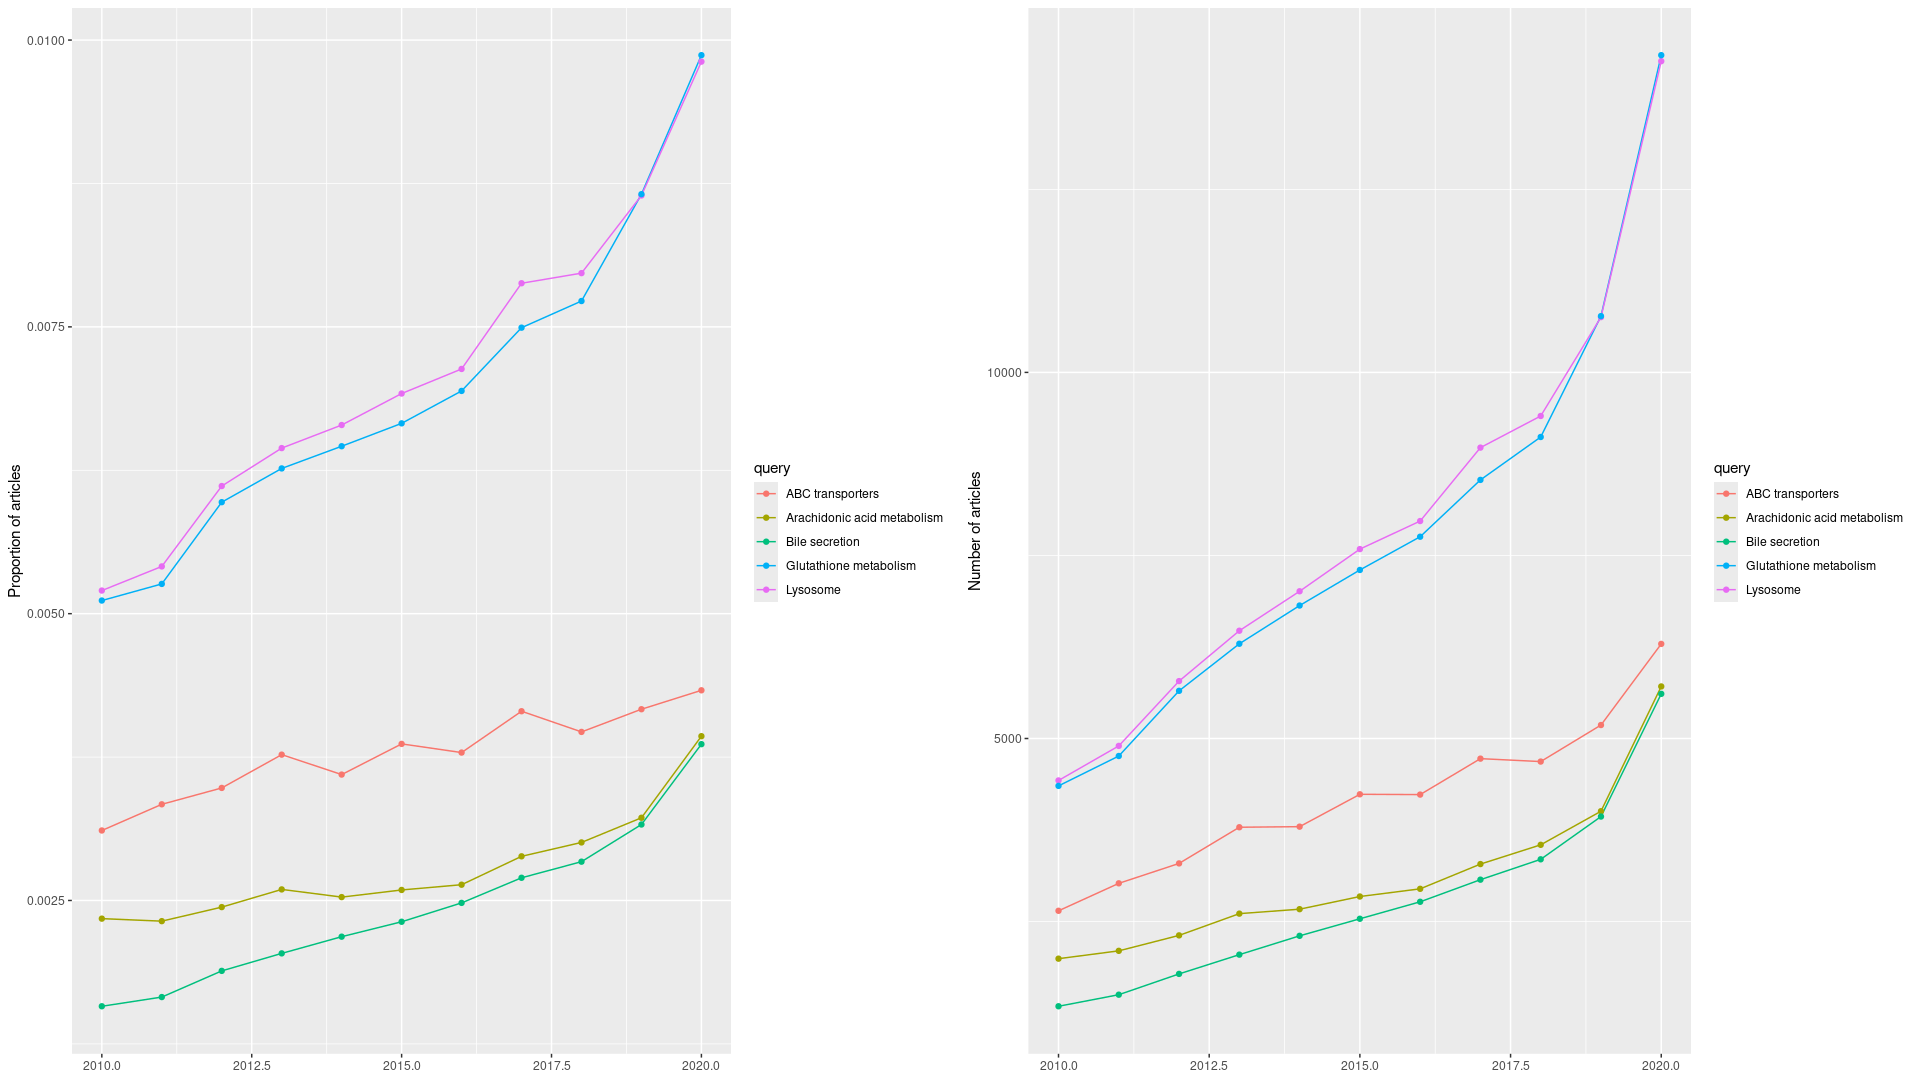 Proportion of articles
0.0100
0.0075
0.0050
0.0025
2010.0
2012.5
2015.0
2017.5
2020.0
query
ABC transporters
Arachidonic acid metabolism
Bile secretion
Glutathione metabolism
Lysosome
Number of articles
10000
5000
2010.0
2012.5
2015.0
2017.5
2020.0
query
ABC transporters
Arachidonic acid metabolism
Bile secretion
Glutathione metabolism
Lysosome